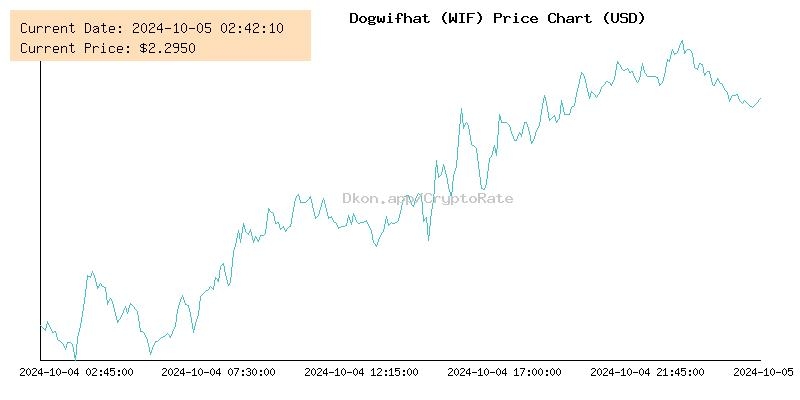 Dogwifhat (WIF) Price Chart (USD)
Current Date: 2024-10-05 02:42:10
Current Price: $2.2950
Dkon.app/CryptoRate
2024-10-04 02:45:00 2024-10-04 07:30:00 2024-10-04 12:15:00 2024-10-04 17:00:00 2024-10-04 21:45:00 2024-10-05